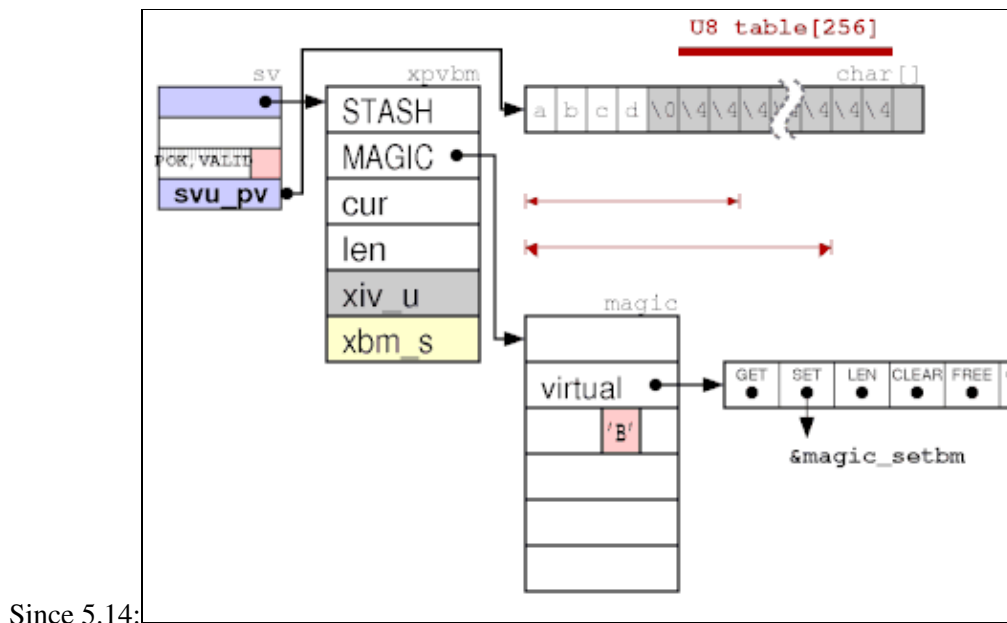 U8 table[256]
sv
xpvbm
char[]
STASH
a b c d \0 \4 \4 \4 \4 \4 \4
MAGIC
POK, VALID
svu_pv
cur
len
xiv_u
magic
xbm_s
virtual
GET SET LEN CLEAR FREE
'B'
&magic_setbm
Since 5.14: